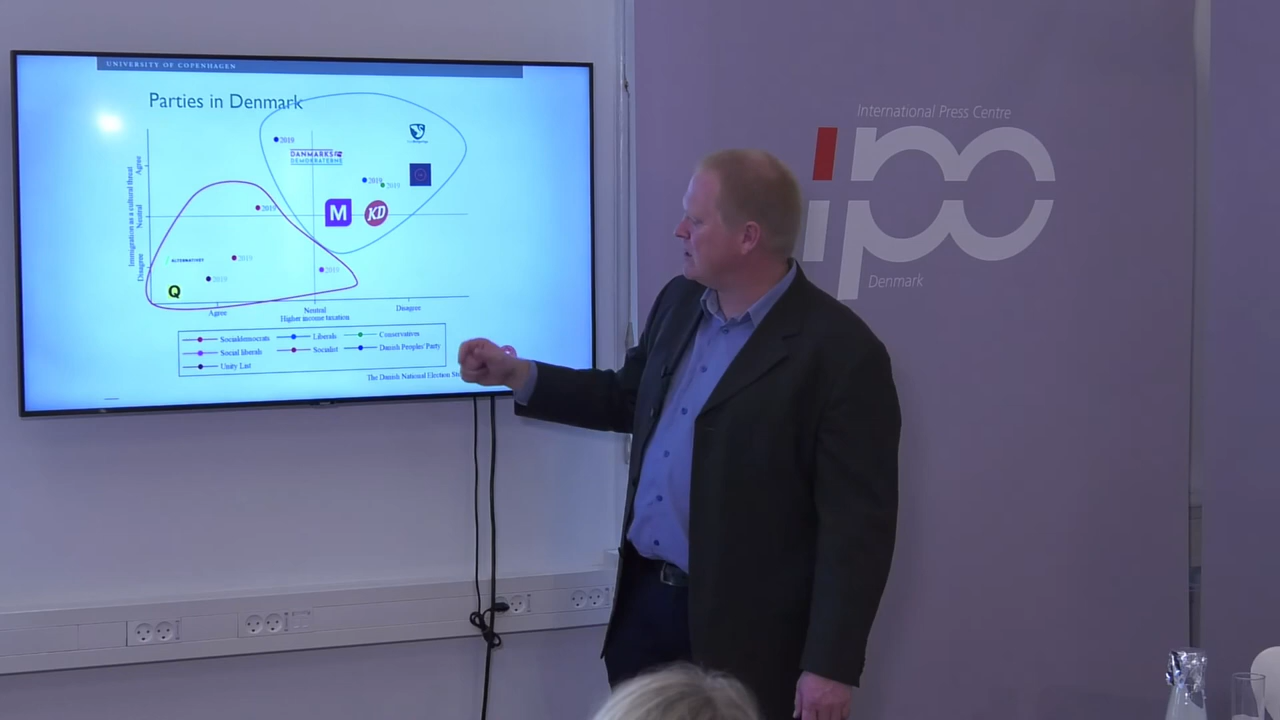 UNIVERSITY OF COPENHAGEN
Parties in Denmark
2019
DANMARKS
DEMOKRATERNE
2019
2019
M
KD
2019
ALTERNATIVET
2019
2019
2019
Q
Immigration as a cultural threat
Agree
Neutral
Disagree
Agree
Neutral
Disagree
Higher income taxation
Socialdemocrats
Liberals
Conservatives
Social liberals
Socialist
Danish Peoples' Party
Unity List
The Danish National Election
International Press Centre
ipc
Denmark